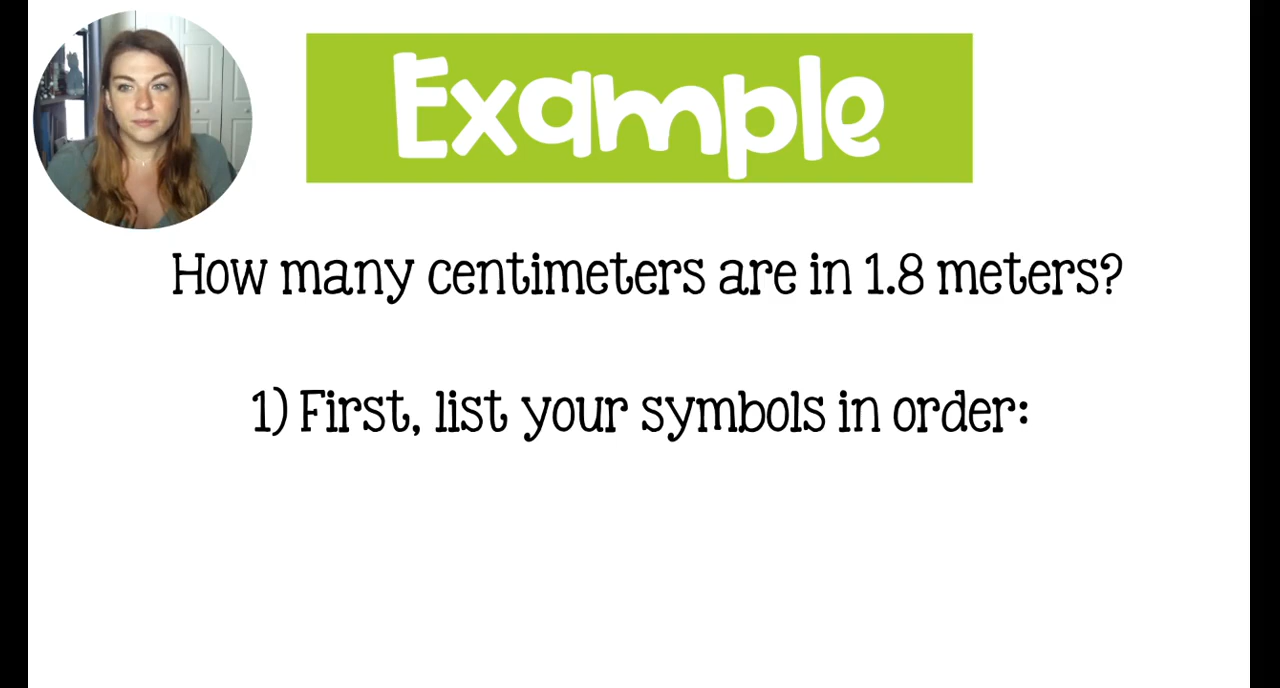 Example
How many centimeters are in 1.8 meters?
1) First, list your symbols in order: